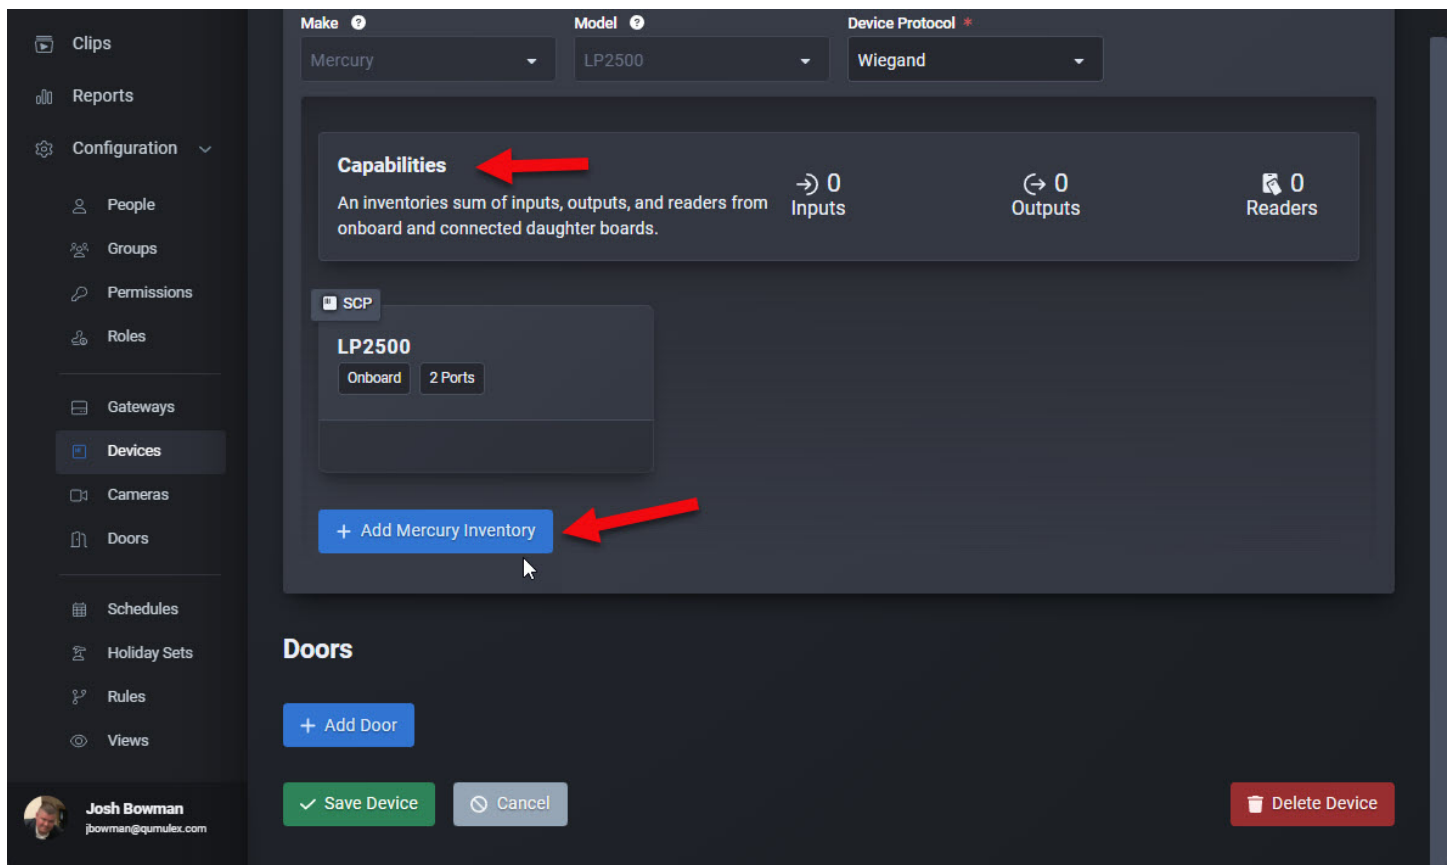 Clips
Reports
Configuration
People
Groups
Permissions
Roles
Gateways
Devices
Cameras
Doors
Schedules
Holiday Sets
Rules
Views
Josh Bowman
jbowman@qumulex.com
Make ?
Model ?
Device Protocol *
Mercury
LP2500
Wiegand
Capabilities
An inventories sum of inputs, outputs, and readers from
onboard and connected daughter boards.
0
Inputs
0
Outputs
0
Readers
SCP
LP2500
Onboard
2 Ports
+ Add Mercury Inventory
Doors
+ Add Door
Save Device
Cancel
Delete Device